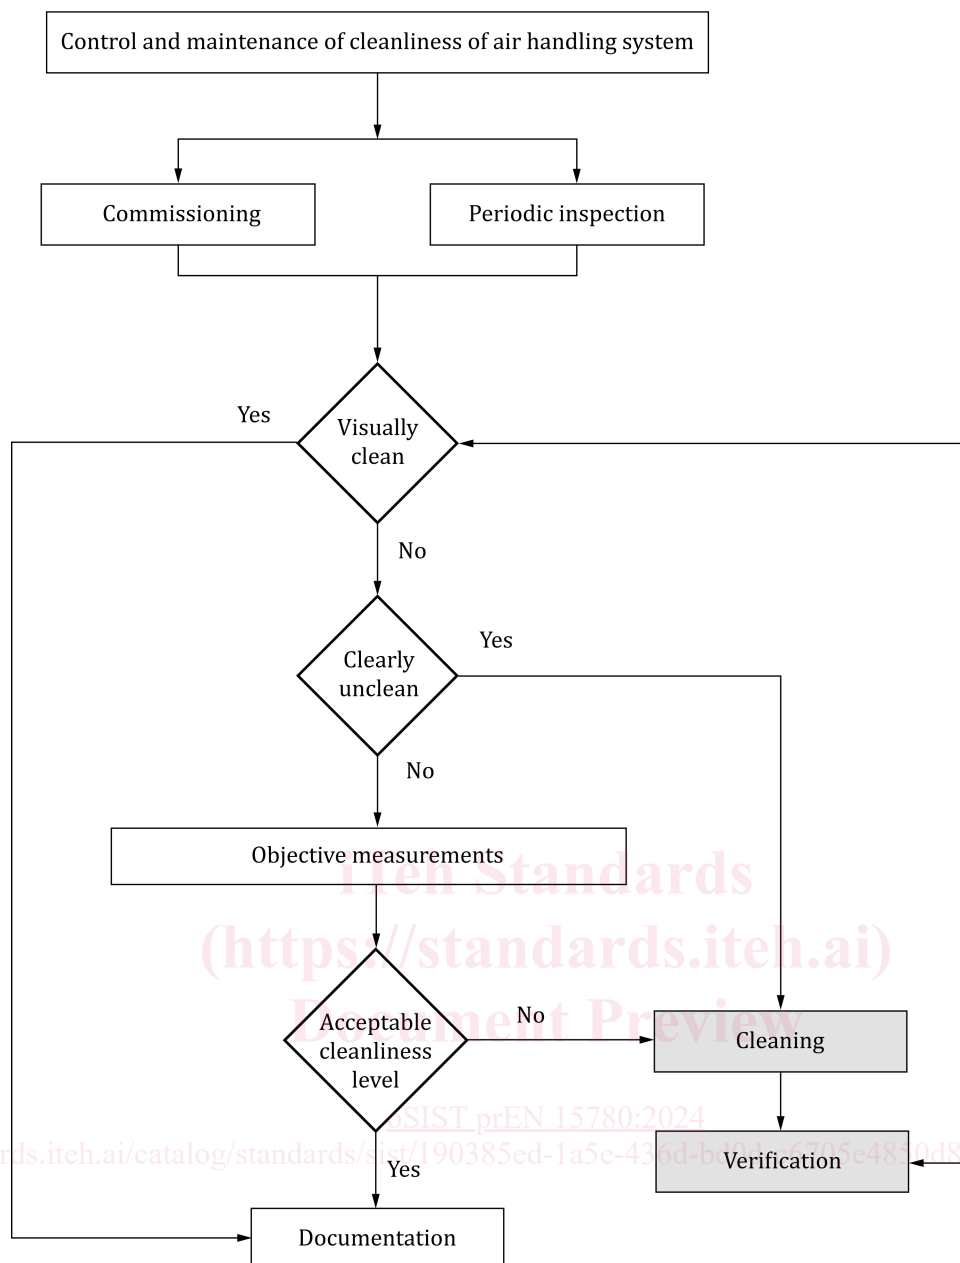 Control and maintenance of cleanliness of air handling system
Commissioning
Periodic inspection
Yes
Visually
clean
No
Clearly
unclean
Yes
No
Objective measurements
iTeh Standards
(https://standards.iteh.ai)
Document Preview
Acceptable
cleanliness
level
No
Cleaning
SIST prEN 15780:2024
Verification
Yes
Documentation